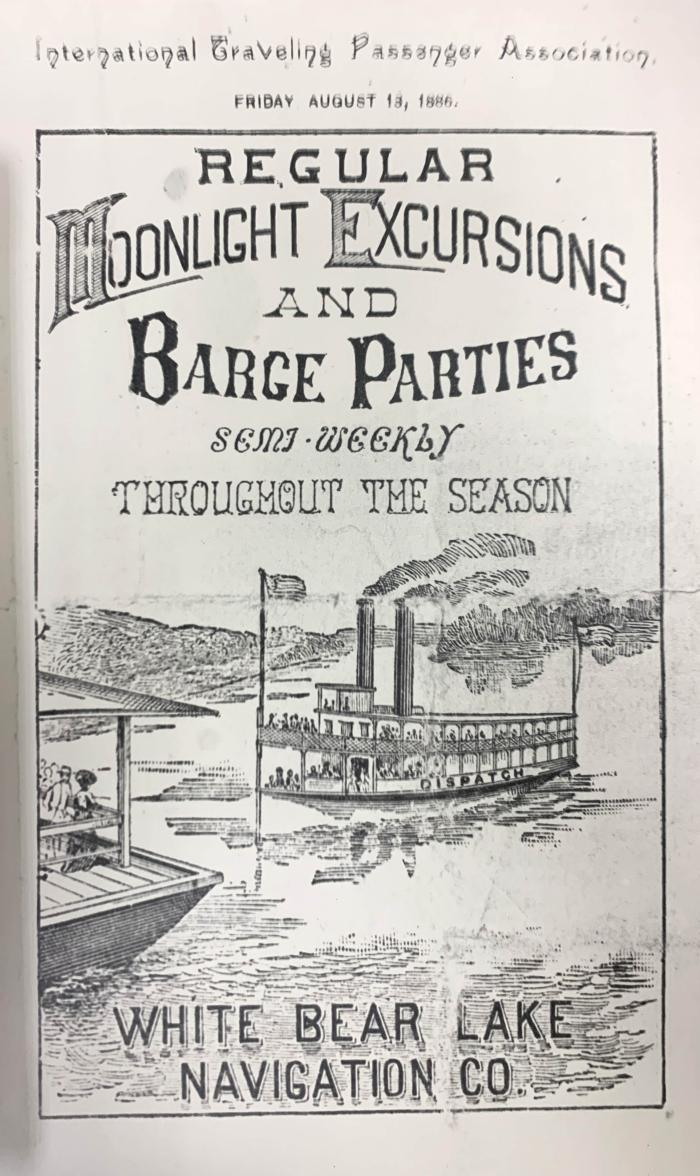 International Traveling Passenger Association.
FRIDAY AUGUST 13, 1886.
REGULAR
MOONLIGHT EXCURSIONS
AND
BARGE PARTIES
SEMI-WEEKLY
THROUGHOUT THE SEASON
DISPATCH
WHITE BEAR LAKE
NAVIGATION CO.